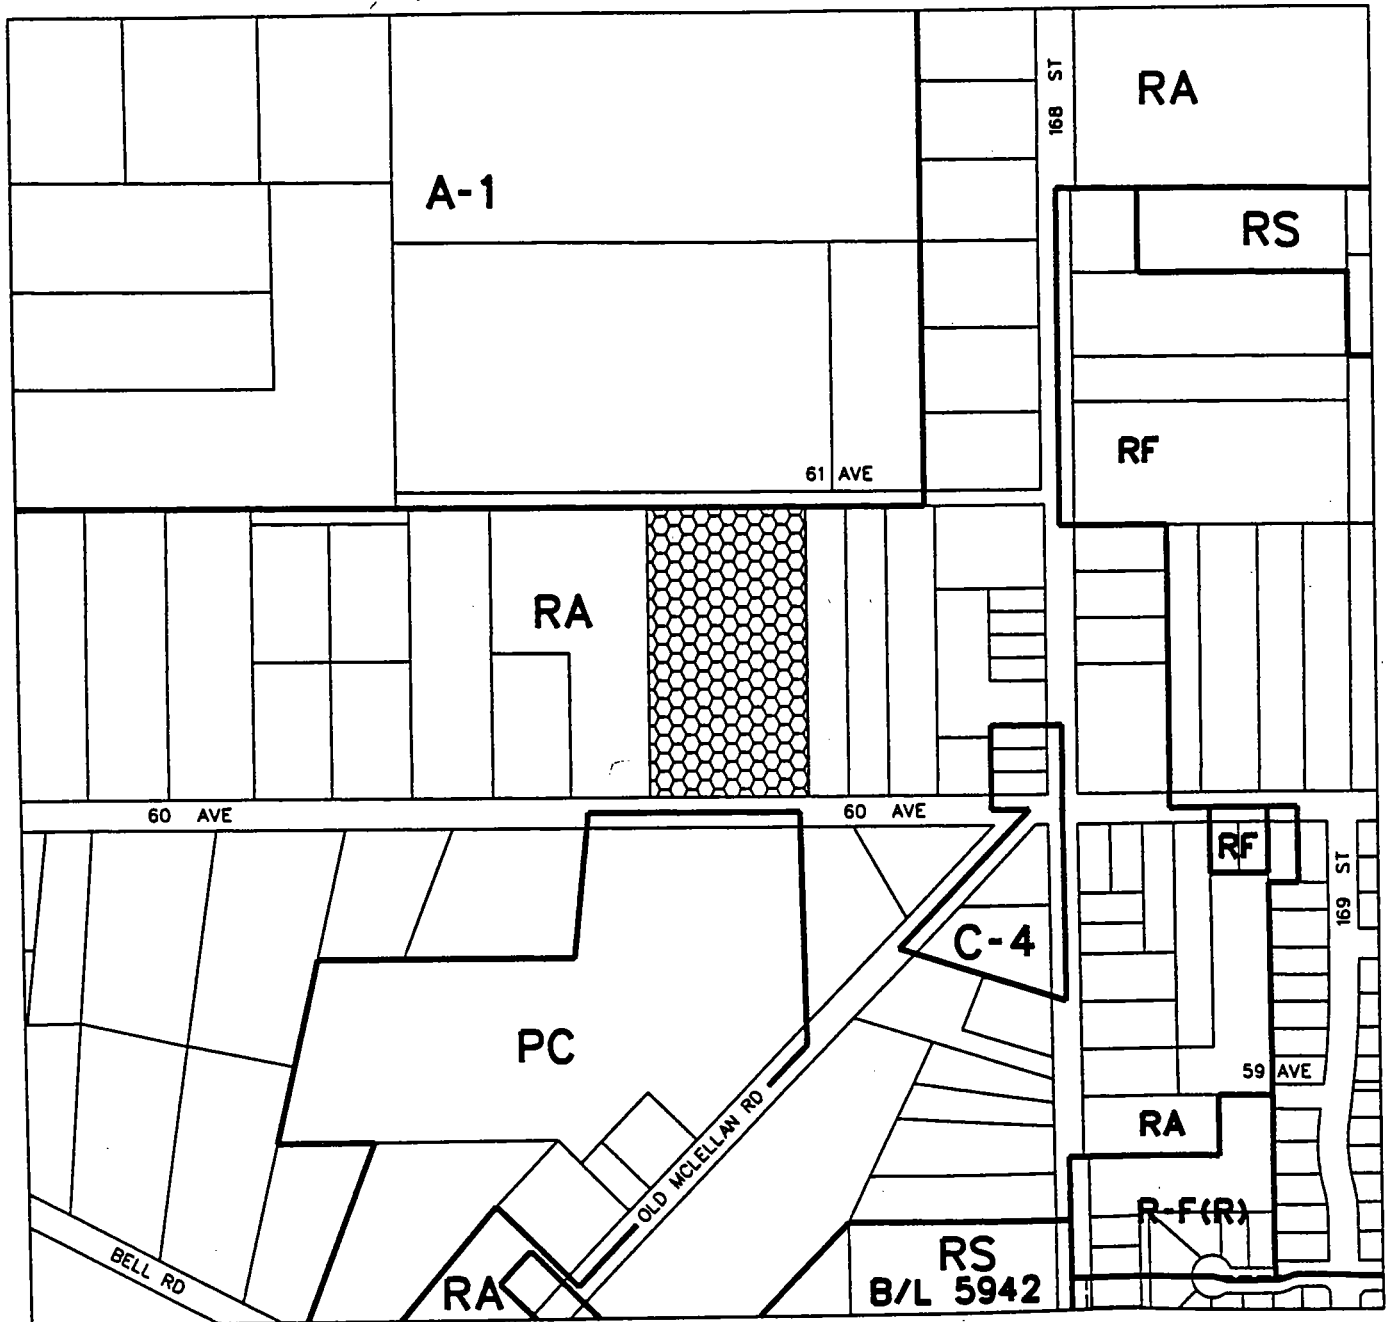 168 ST
RA
A-1
RS
RF
61 AVE
RA
60 AVE
60 AVE
RF
169 ST
C-4
PC
59 AVE
OLD MCLELLAN RD
RA
R-F(R)
BELL RD
RA
RS
B/L 5942